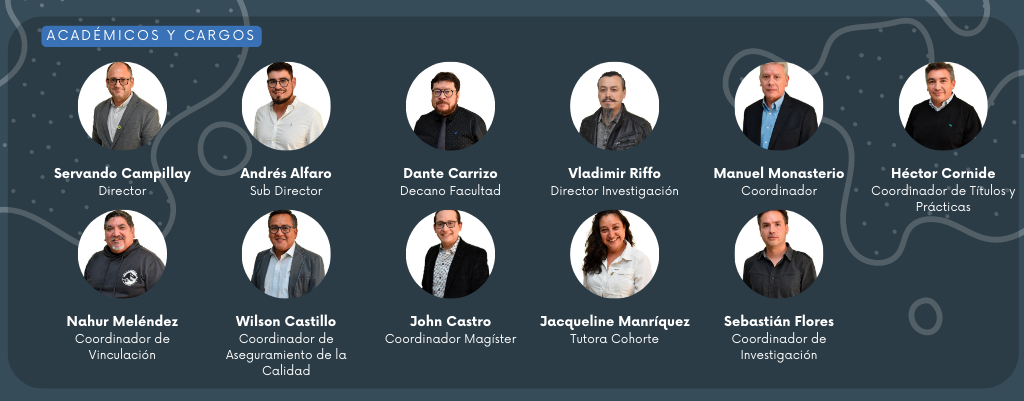 ACADÉMICOS Y CARGOS
Servando Campillay
Director
Andrés Alfaro
Sub Director
Dante Carrizo
Decano Facultad
Vladimir Riffo
Director Investigación
Manuel Monasterio
Coordinador
Héctor Cornide
Coordinador de Títulos y
Prácticas
Nahur Meléndez
Coordinador de
Vinculación
Wilson Castillo
Coordinador de
Aseguramiento de la
Calidad
John Castro
Coordinador Magíster
Jacqueline Manríquez
Tutora Cohorte
Sebastián Flores
Coordinador de
Investigación